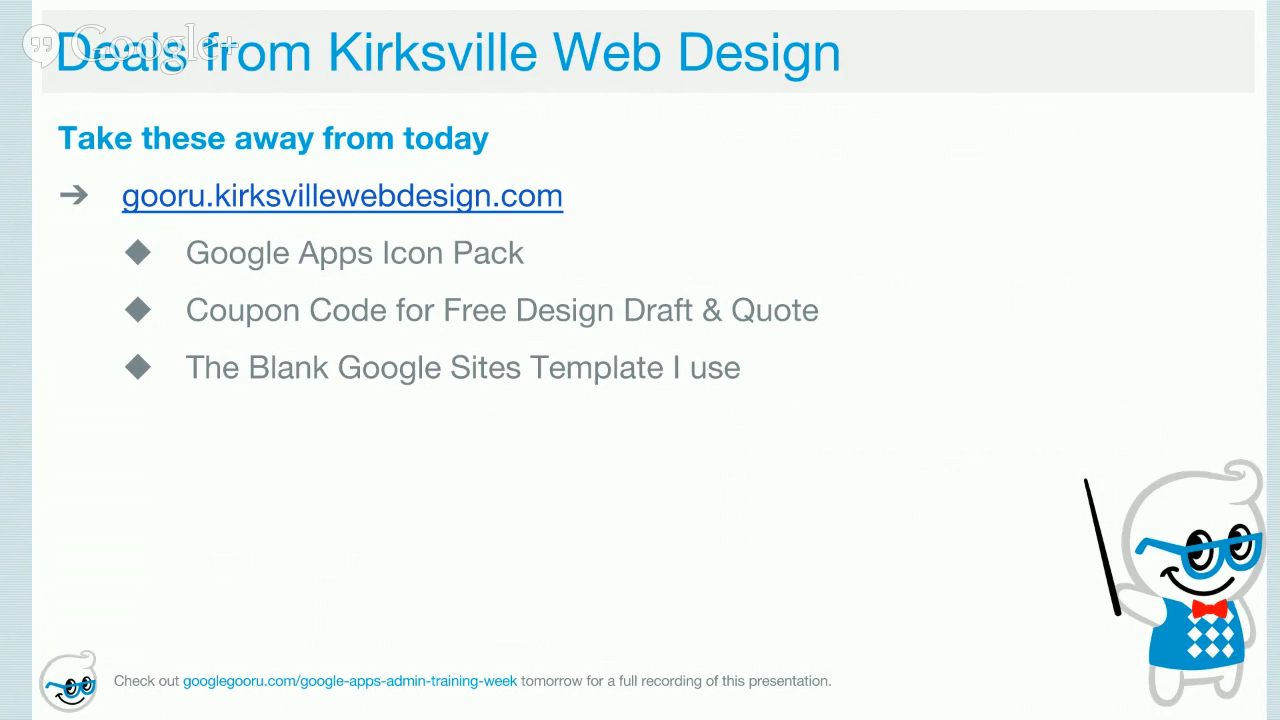 Google+
Deals from Kirksville Web Design
Take these away from today
➔ gooru.kirksvillewebdesign.com
◆ Google Apps Icon Pack
◆ Coupon Code for Free Design Draft & Quote
◆ The Blank Google Sites Template I use
Check out googlegooru.com/google-apps-admin-training-week tomorrow for a full recording of this presentation.